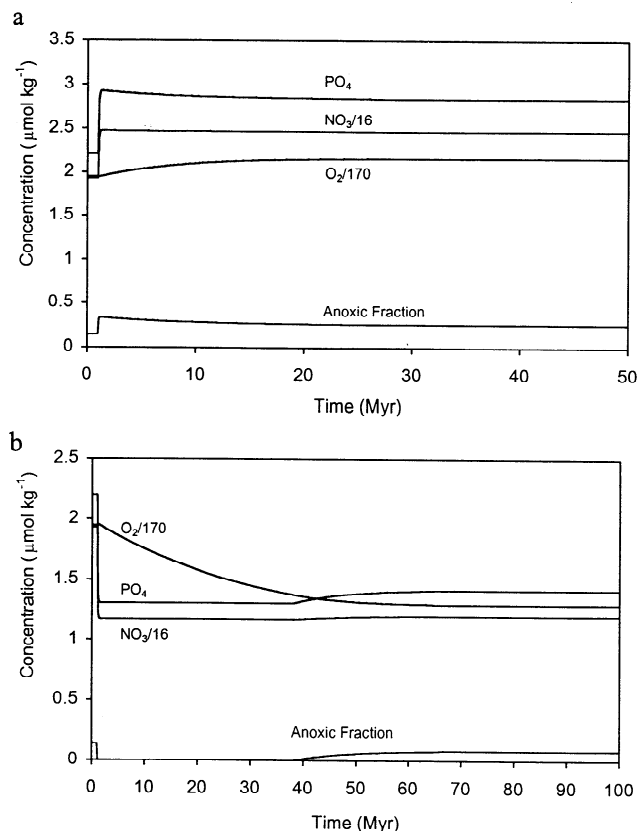 a
3.5
3
2.5
2
1.5
1
0.5
0
Concentration ( μmol kg⁻¹)
PO₄
NO₃/16
O₂/170
Anoxic Fraction
0 10 20 30 40 50
Time (Myr)
b
2.5
2
1.5
1
0.5
0
Concentration ( μmol kg⁻¹)
O₂/170
PO₄
NO₃/16
Anoxic Fraction
0 10 20 30 40 50 60 70 80 90 100
Time (Myr)